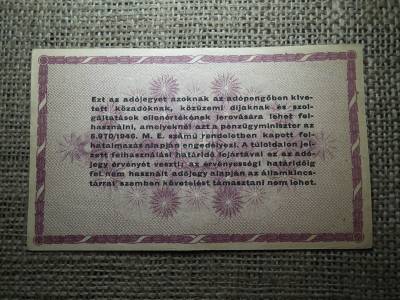 Ezt az adójegyet azoknak az adópengőben kive-
tett közadóknak, közüzemi díjaknak és szol-
gáltatások ellenértékének lerovására lehet fel-
használni, amelyeknél azt a pénzügyminiszter az
5.970/1946. M. E. számú rendeletben kapott fel-
hatalmazás alapján engedélyezi. A túloldalon jel-
zett felhasználási határidő lejártával ez az adó-
jegy érvényét veszti; az érvényességi határidőig
fel nem használt adójegy alapján az államkincs-
tárral szemben követelést támasztani nem lehet.